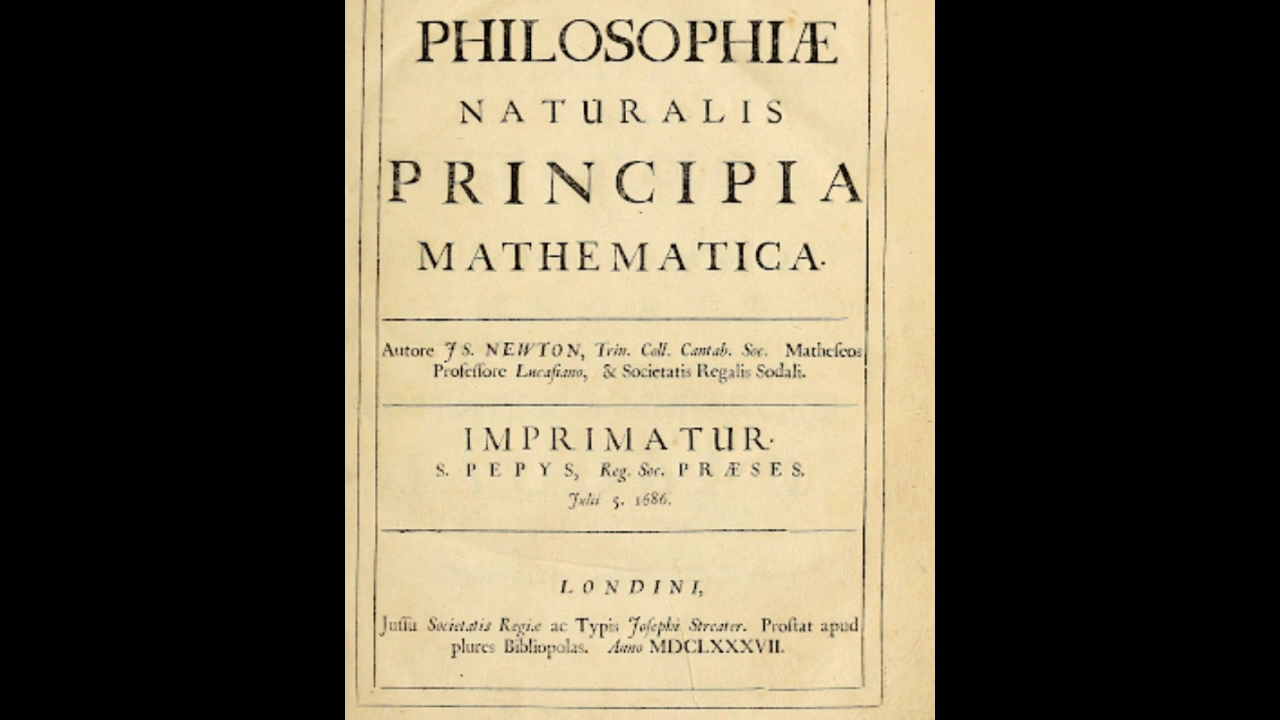 PHILOSOPHIÆ
NATURALIS
PRINCIPIA
MATHEMATICA.
Autore JS. NEWTON, Trin. Coll. Cantab. Soc. Matheſeos
Profeſſore Lucaſiano, & Societatis Regalis Sodali.
IMPRIMATUR.
S. PEPYS, Reg. Soc. PRÆSES.
Julii 5. 1686.
LONDINI,
Juſſu Societatis Regiæ ac Typis Joſephi Streater. Proſtat apud
plures Bibliopolas. Anno MDCLXXXVII.